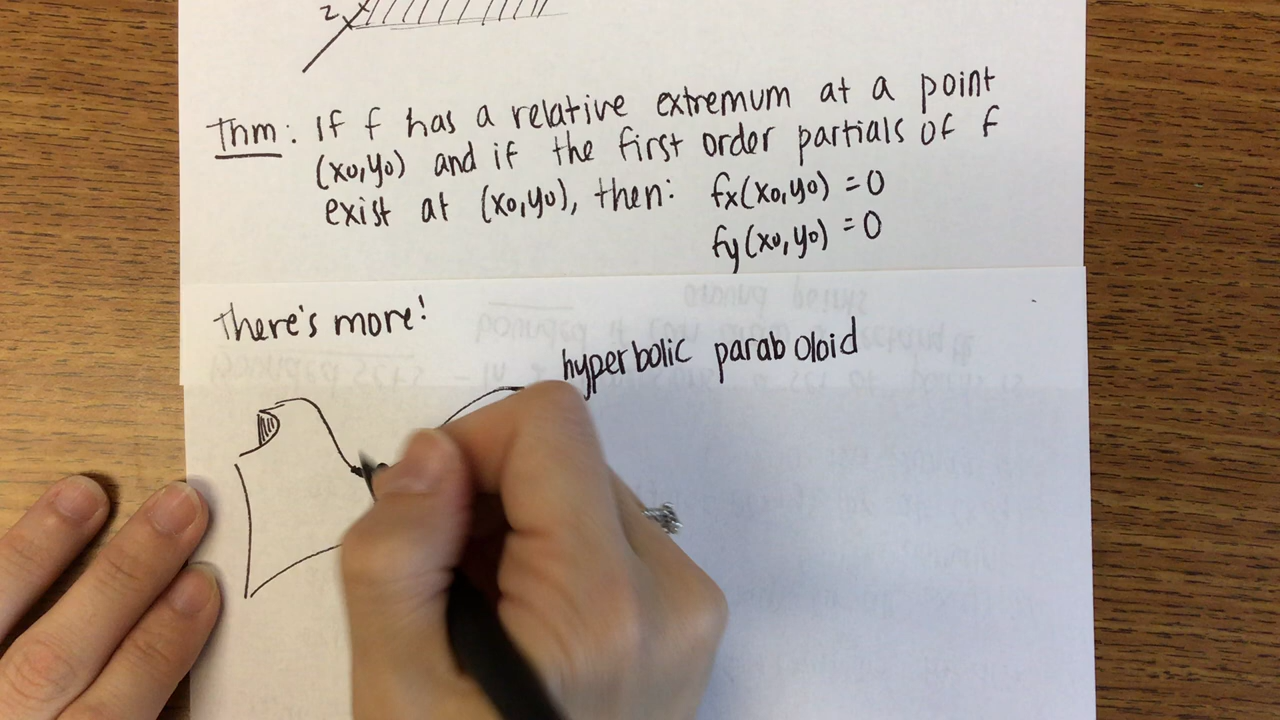 2
Thm: If f has a relative extremum at a point
(x0,y0) and if the first order partials of f
exist at (x0,y0), then: fx(x0,y0) = 0
fy(x0,y0) = 0
There's more!
hyperbolic paraboloid